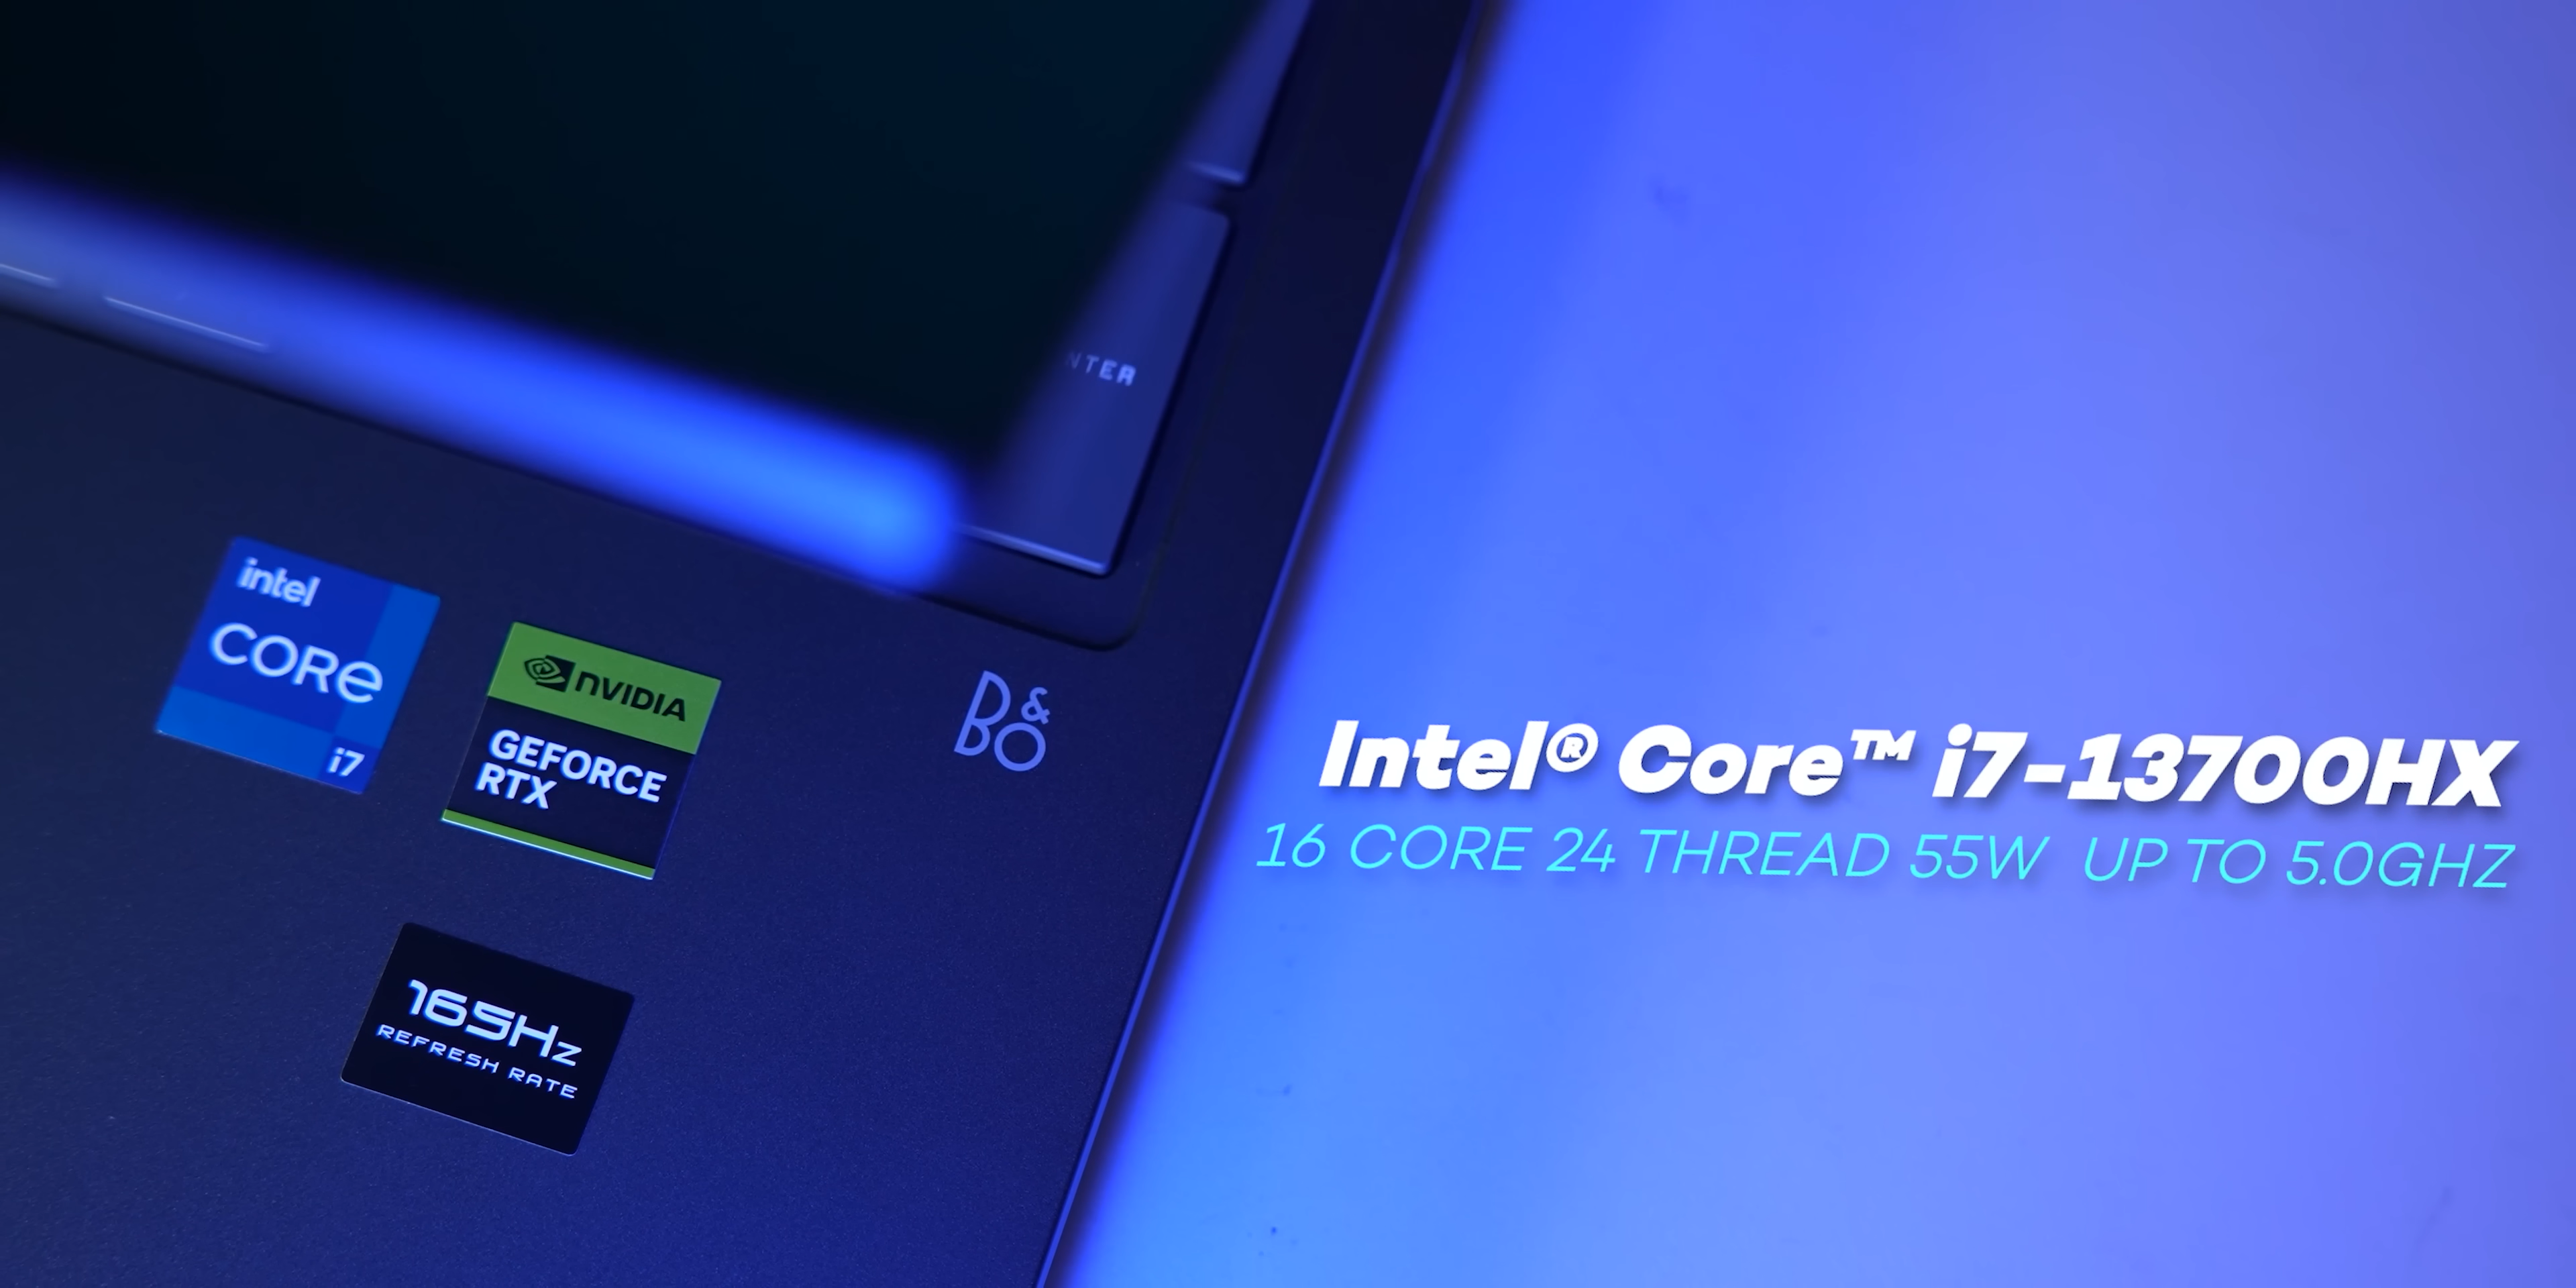 NTER
intel
CORE
i7
NVIDIA
GEFORCE
RTX
B&O
165Hz
REFRESH RATE
Intel® Core™ i7-13700HX
16 CORE 24 THREAD 55W UP TO 5.0GHZ